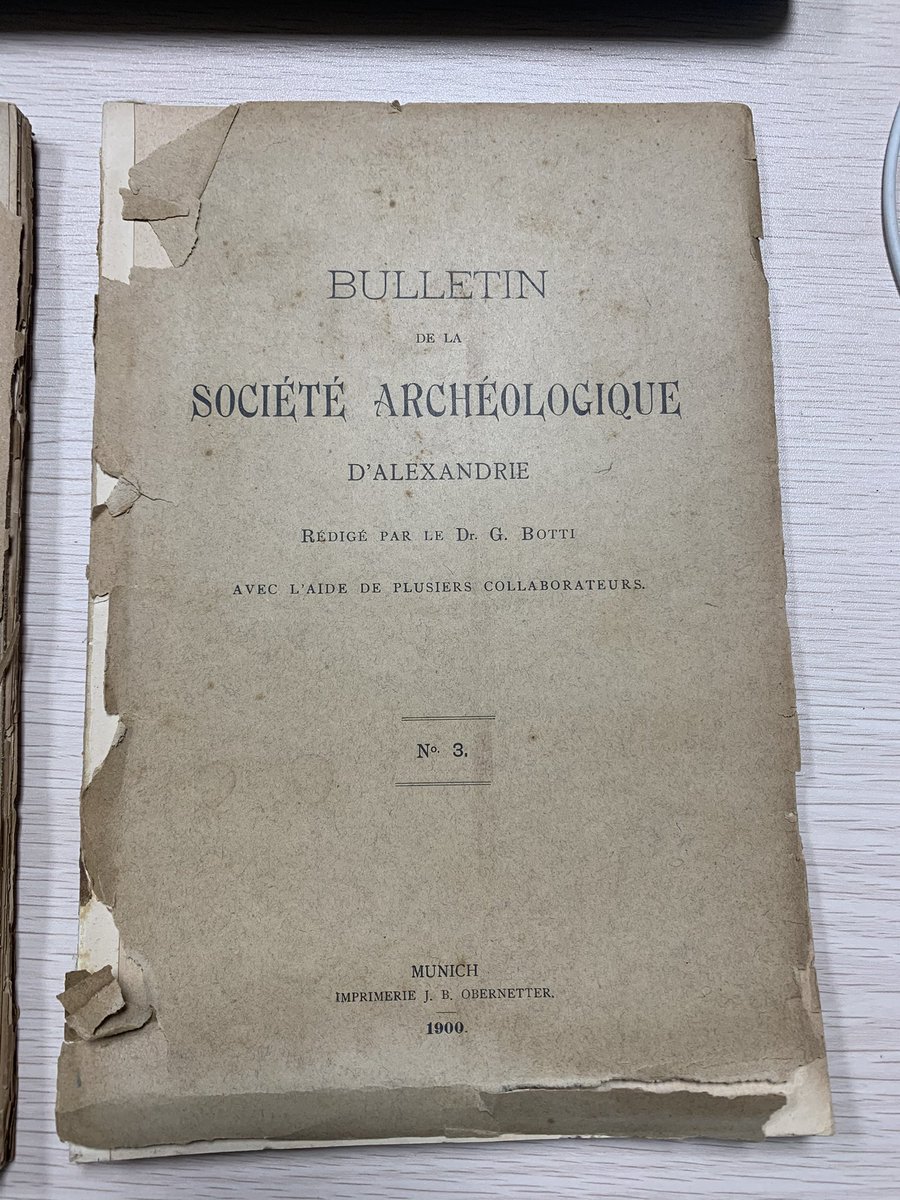 BULLETIN
DE LA
SOCIÉTÉ ARCHÉOLOGIQUE
D'ALEXANDRIE
RÉDIGÉ PAR LE Dr. G. BOTTI
AVEC L'AIDE DE PLUSIERS COLLABORATEURS.
No. 3.
MUNICH
IMPRIMERIE J. B. OBERNETTER.
1900.